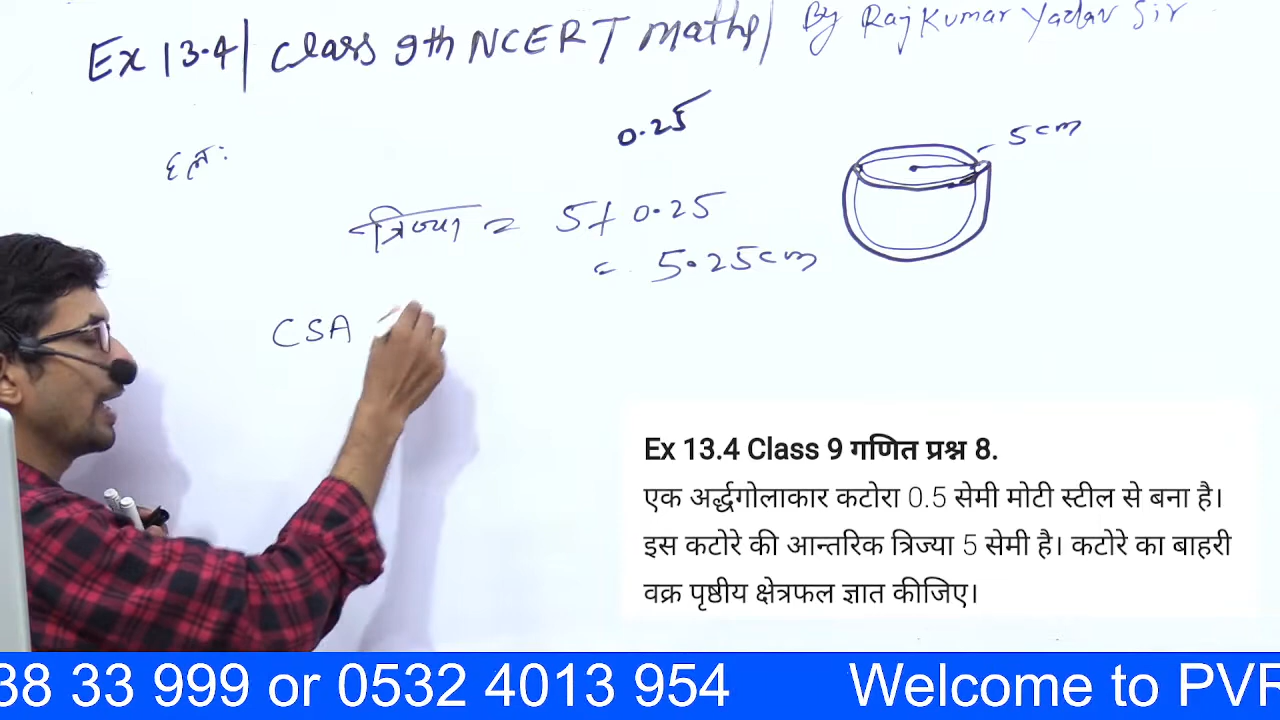 Ex 13.4 | Class 9th NCERT maths | By Raj Kumar Yadav Sir
हल:
0.25
5cm
त्रिज्या = 5+0.25
= 5.25cm
CSA
Ex 13.4 Class 9 गणित प्रश्न 8.
एक अर्द्धगोलाकार कटोरा 0.5 सेमी मोटी स्टील से बना है।
इस कटोरे की आन्तरिक त्रिज्या 5 सेमी है। कटोरे का बाहरी
वक्र पृष्ठीय क्षेत्रफल ज्ञात कीजिए।
38 33 999 or 0532 4013 954 Welcome to PVR